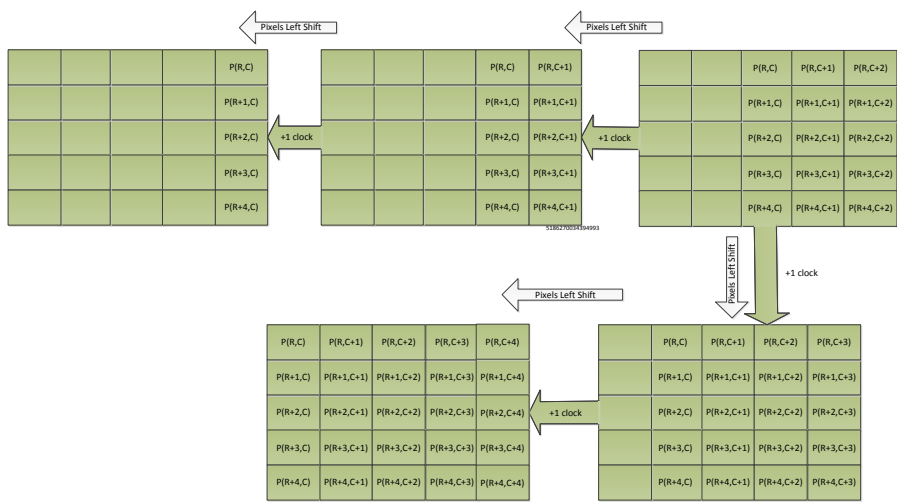 Pixels Left Shift
Pixels Left Shift
P(R,C) P(R,C) P(R,C+1) P(R,C) P(R,C+1) P(R,C+2)
P(R+1,C) P(R+1,C) P(R+1,C+1) P(R+1,C) P(R+1,C+1) P(R+1,C+2)
P(R+2,C) +1 clock P(R+2,C) P(R+2,C+1) +1 clock P(R+2,C) P(R+2,C+1) P(R+2,C+2)
P(R+3,C) P(R+3,C) P(R+3,C+1) P(R+3,C) P(R+3,C+1) P(R+3,C+2)
P(R+4,C) P(R+4,C) P(R+4,C+1) P(R+4,C) P(R+4,C+1) P(R+4,C+2)
5186270034394993
Pixels Left Shift
+1 clock
Pixels Left Shift
P(R,C) P(R,C+1) P(R,C+2) P(R,C+3) P(R,C+4) P(R,C) P(R,C+1) P(R,C+2) P(R,C+3)
P(R+1,C) P(R+1,C+1) P(R+1,C+2) P(R+1,C+3) P(R+1,C+4) P(R+1,C) P(R+1,C+1) P(R+1,C+2) P(R+1,C+3)
P(R+2,C) P(R+2,C+1) P(R+2,C+2) P(R+2,C+3) P(R+2,C+4) +1 clock P(R+2,C) P(R+2,C+1) P(R+2,C+2) P(R+2,C+3)
P(R+3,C) P(R+3,C+1) P(R+3,C+2) P(R+3,C+3) P(R+3,C+4) P(R+3,C) P(R+3,C+1) P(R+3,C+2) P(R+3,C+3)
P(R+4,C) P(R+4,C+1) P(R+4,C+2) P(R+4,C+3) P(R+4,C+4) P(R+4,C) P(R+4,C+1) P(R+4,C+2) P(R+4,C+3)